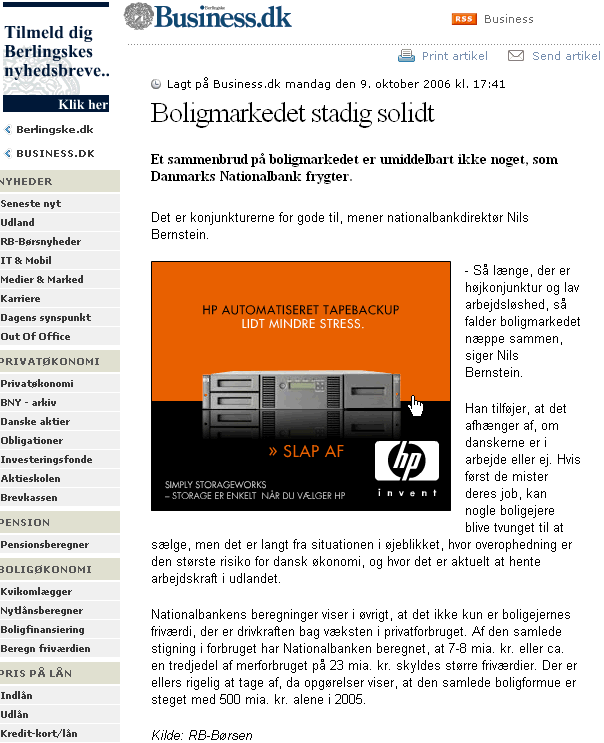 Tilmeld dig
Berlingskes
nyhedsbreve..
Klik her
Berlingske
Business.dk
RSS Business
Print artikel
Send artikel
Berlingske.dk
BUSINESS.DK
NYHEDER
Seneste nyt
Udland
RB-Børsnyheder
IT & Mobil
Medier & Marked
Karriere
Dagens synspunkt
Out Of Office
PRIVATØKONOMI
Privatøkonomi
BNY - arkiv
Danske aktier
Obligationer
Investeringsfonde
Aktieskolen
Brevkassen
PENSION
Pensionsberegner
BOLIGØKONOMI
Kvikomlægger
Nytlånsberegner
Boligfinansiering
Beregn friværdien
PRIS PÅ LÅN
Indlån
Udlån
Kredit-kort/lån
Lagt på Business.dk mandag den 9. oktober 2006 kl. 17:41
Boligmarkedet stadig solidt
Et sammenbrud på boligmarkedet er umiddelbart ikke noget, som
Danmarks Nationalbank frygter.
Det er konjunkturerne for gode til, mener nationalbankdirektør Nils
Bernstein.
HP AUTOMATISERET TAPEBACKUP
LIDT MINDRE STRESS.
» SLAP AF
SIMPLY STORAGEWORKS
– STORAGE ER ENKELT NÅR DU VÆLGER HP
hp
invent
- Så længe, der er
højkonjunktur og lav
arbejdsløshed, så
falder boligmarkedet
næppe sammen,
siger Nils
Bernstein.
Han tilføjer, at det
afhænger af, om
danskerne er i
arbejde eller ej. Hvis
først de mister
deres job, kan
nogle boligejere
blive tvunget til at
sælge, men det er langt fra situationen i øjeblikket, hvor overophedning er
den største risiko for dansk økonomi, og hvor det er aktuelt at hente
arbejdskraft i udlandet.
Nationalbankens beregninger viser i øvrigt, at det ikke kun er boligejernes
friværdi, der er drivkraften bag væksten i privatforbruget. Af den samlede
stigning i forbruget har Nationalbanken beregnet, at 7-8 mia. kr. eller ca.
en tredjedel af merforbruget på 23 mia. kr. skyldes større friværdier. Der er
ellers rigelig at tage af, da opgørelser viser, at den samlede boligformue er
steget med 500 mia. kr. alene i 2005.
Kilde: RB-Børsen